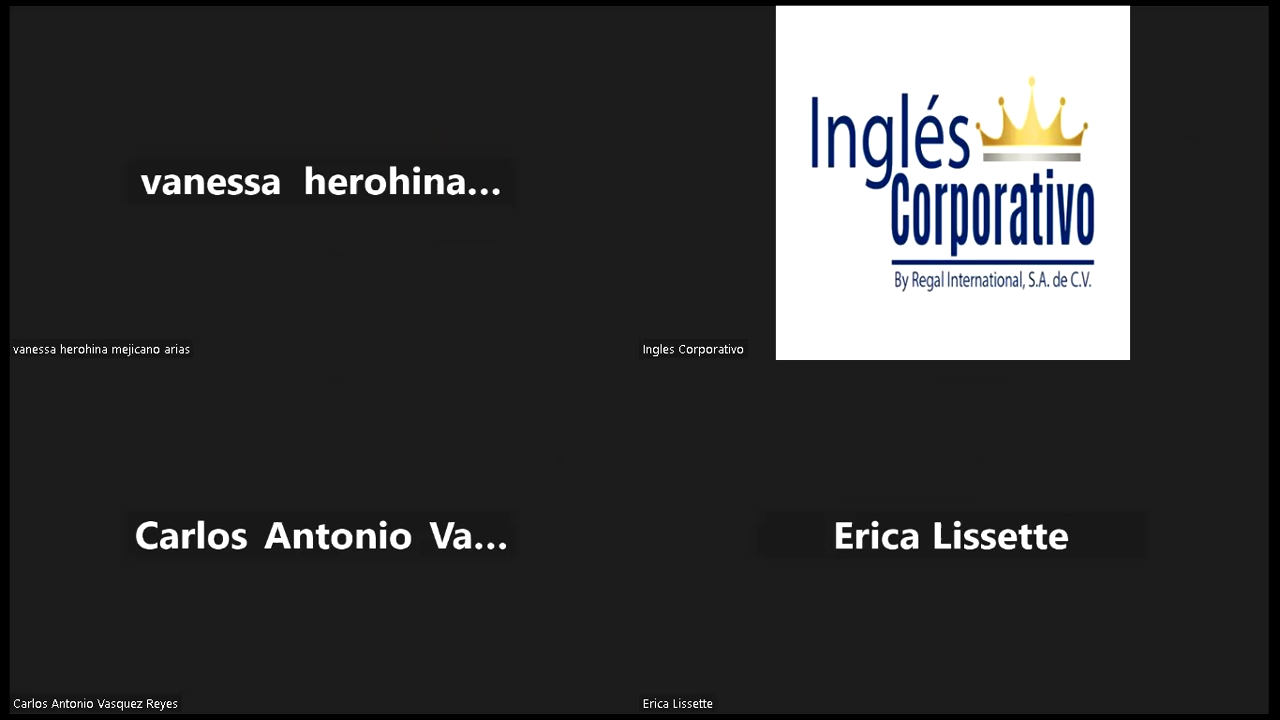 vanessa herohina...
vanessa herohina mejicano arias
Inglés
Corporativo
By Regal International, S.A. de C.V.
Ingles Corporativo
Carlos Antonio Va...
Carlos Antonio Vasquez Reyes
Erica Lissette
Erica Lissette